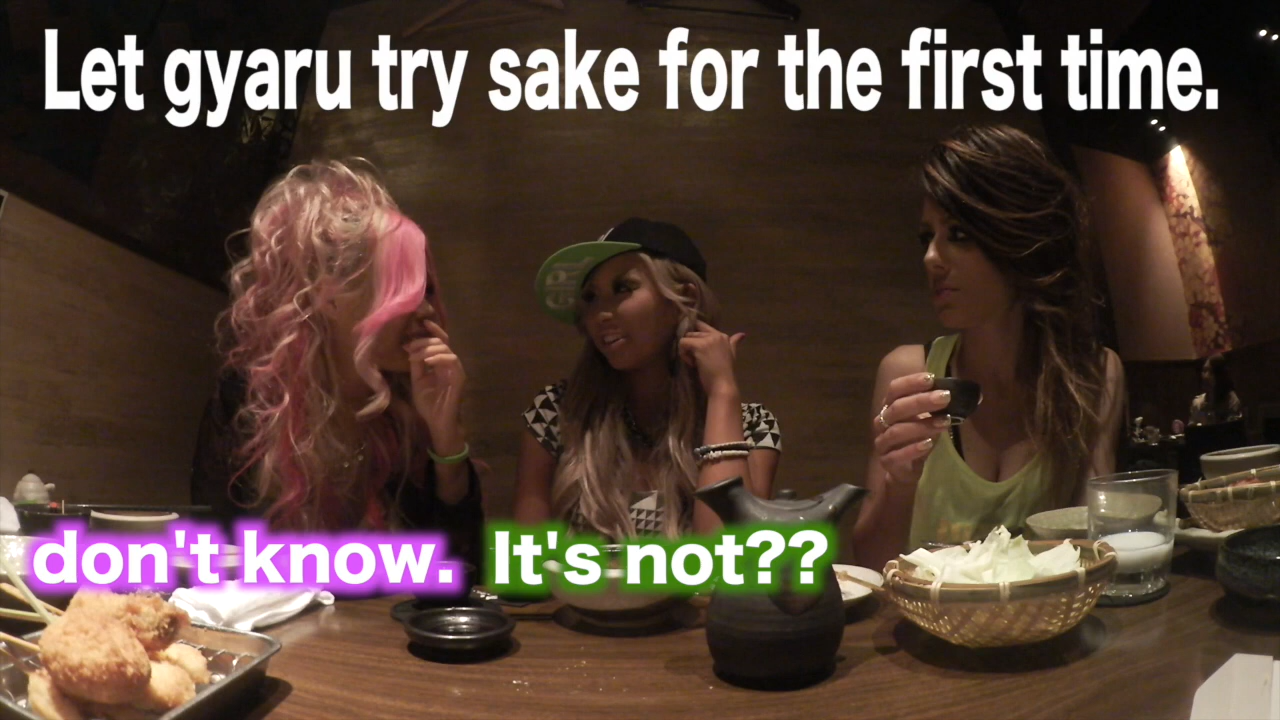 Let gyaru try sake for the first time.
don't know. It's not??